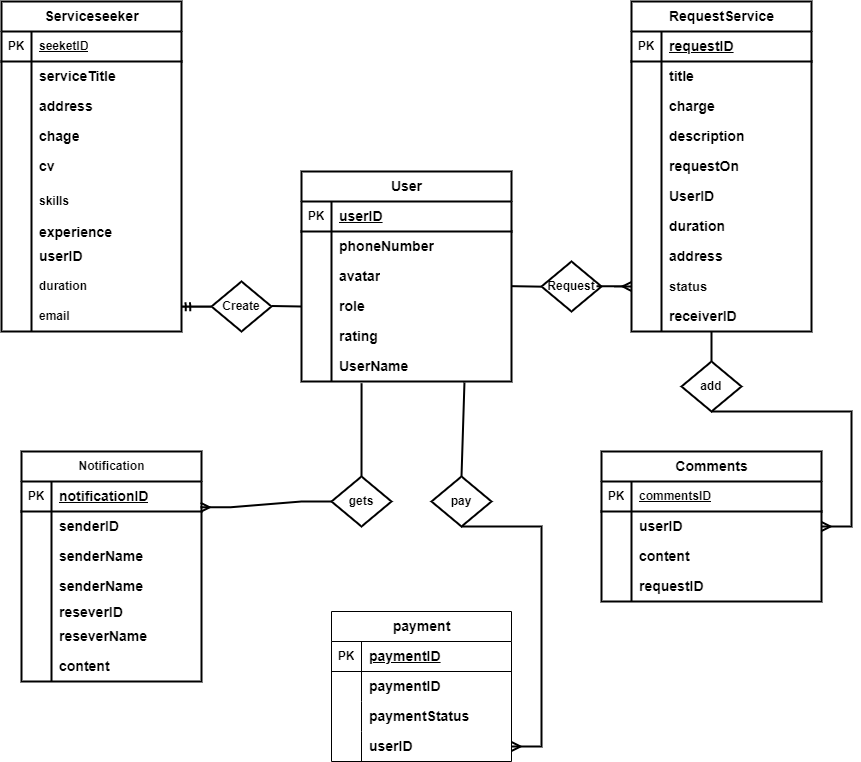 Serviceseeker
PK seeketID
serviceTitle
address
chage
cv
skills
experience
userID
duration
email
RequestService
PK requestID
title
charge
description
requestOn
UserID
duration
address
status
receiverID
User
PK userID
phoneNumber
avatar
role
rating
UserName
Create
Request
add
gets
pay
Notification
PK notificationID
senderID
senderName
senderName
reseverID
reseverName
content
Comments
PK commentsID
userID
content
requestID
payment
PK paymentID
paymentID
paymentStatus
userID